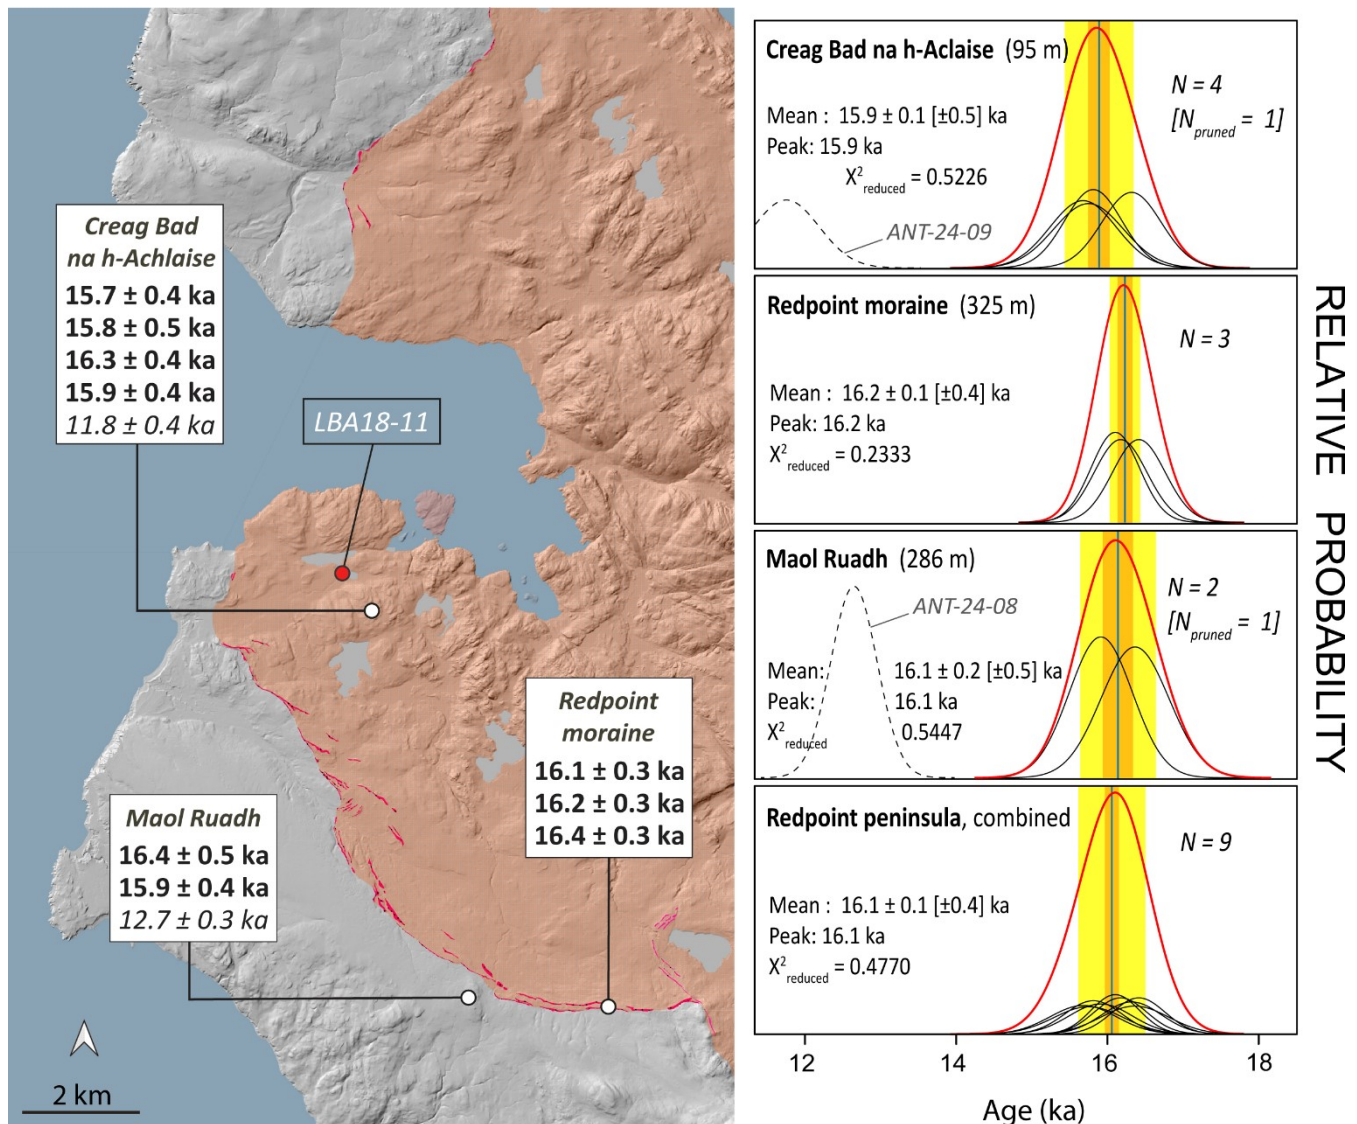 Creag Bad
na h-Achlaise
15.7 ± 0.4 ka
15.8 ± 0.5 ka
16.3 ± 0.4 ka
15.9 ± 0.4 ka
11.8 ± 0.4 ka
LBA18-11
Redpoint
moraine
16.1 ± 0.3 ka
16.2 ± 0.3 ka
16.4 ± 0.3 ka
Maol Ruadh
16.4 ± 0.5 ka
15.9 ± 0.4 ka
12.7 ± 0.3 ka
2 km
Creag Bad na h-Aclaise (95 m)
N = 4
[N_pruned = 1]
Mean : 15.9 ± 0.1 [±0.5] ka
Peak: 15.9 ka
X²_reduced = 0.5226
ANT-24-09
Redpoint moraine (325 m)
N = 3
Mean : 16.2 ± 0.1 [±0.4] ka
Peak: 16.2 ka
X²_reduced = 0.2333
Maol Ruadh (286 m)
N = 2
[N_pruned = 1]
ANT-24-08
Mean: 16.1 ± 0.2 [±0.5] ka
Peak: 16.1 ka
X²_reduced 0.5447
Redpoint peninsula, combined
N = 9
Mean : 16.1 ± 0.1 [±0.4] ka
Peak: 16.1 ka
X²_reduced = 0.4770
12 14 16 18
Age (ka)
RELATIVE PROBABILITY